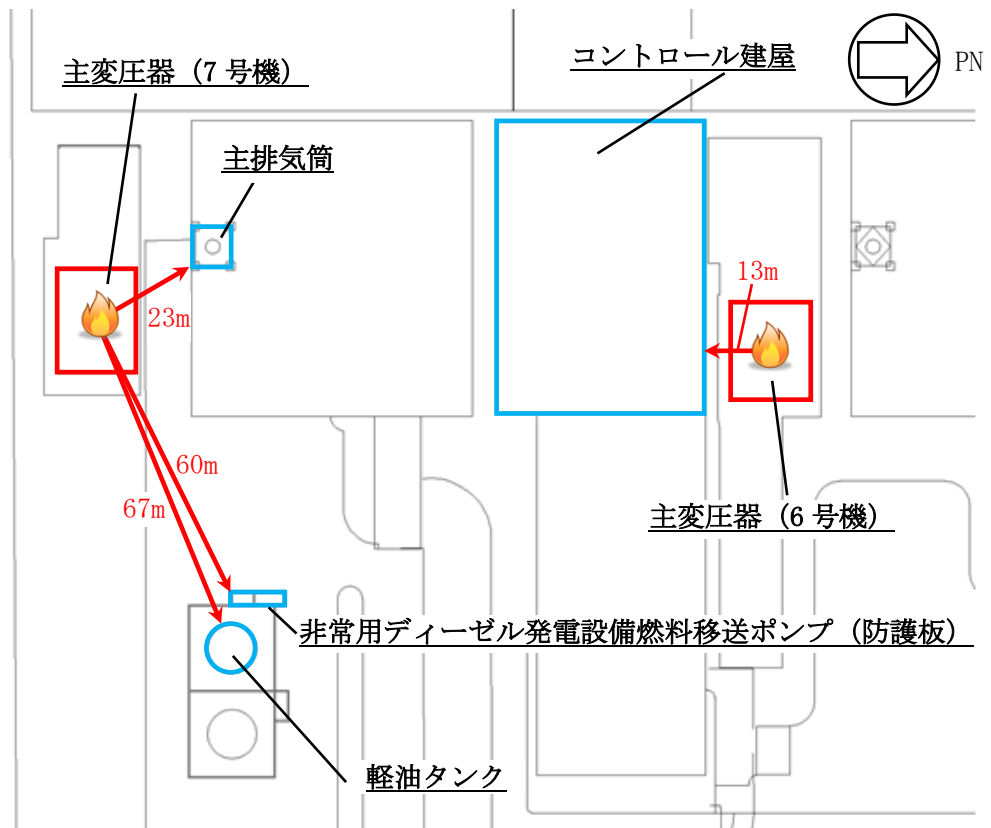 コントロール建屋
PN
主変圧器（7 号機）
主排気筒
13m
23m
60m
67m
主変圧器（6 号機）
非常用ディーゼル発電設備燃料移送ポンプ（防護板）
軽油タンク